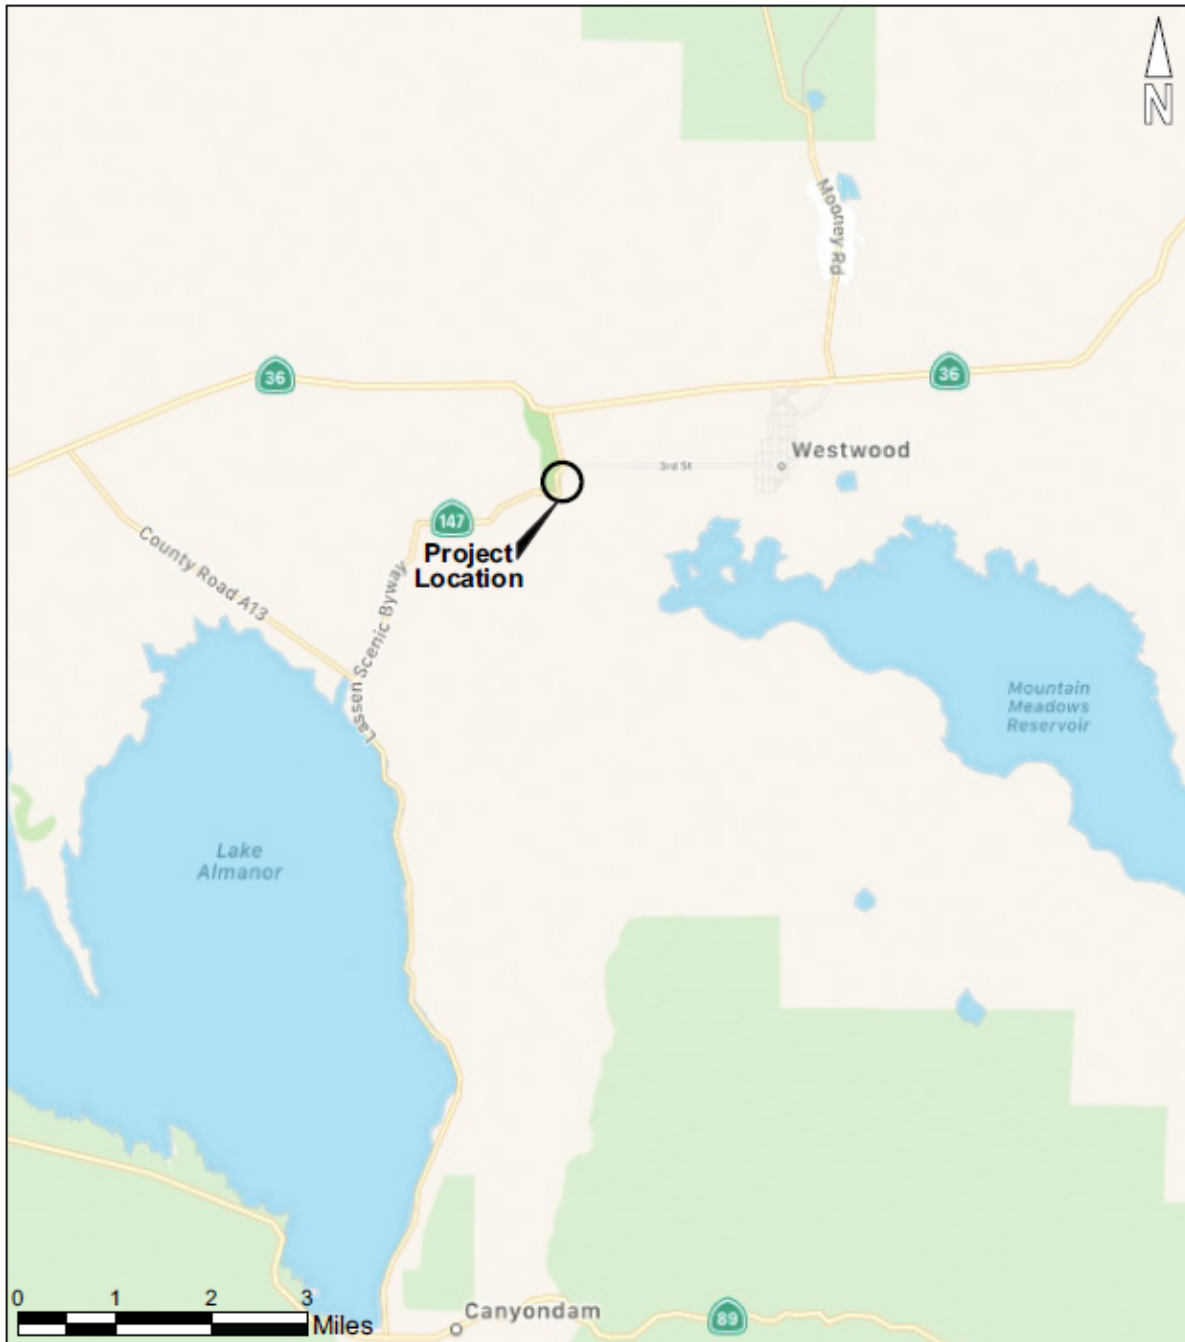 N
Mooney Rd
36
36
Westwood
3rd St
147
Project
Location
County Road A13
Lassen Scenic Byway
Mountain
Meadows
Reservoir
Lake
Almanor
0 1 2 3
Miles
Canyondam
89